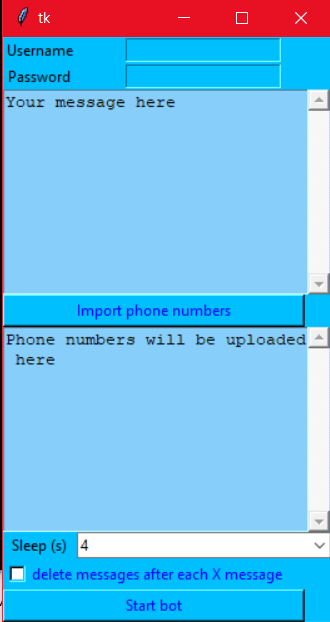 tk
Username
Password
Your message here
Import phone numbers
Phone numbers will be uploaded
here
Sleep (s) 4
delete messages after each X message
Start bot